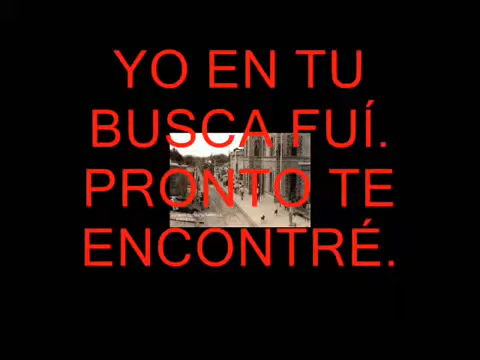 YO EN TU
BUSCA FUÍ.
PRONTO TE
ENCONTRÉ.